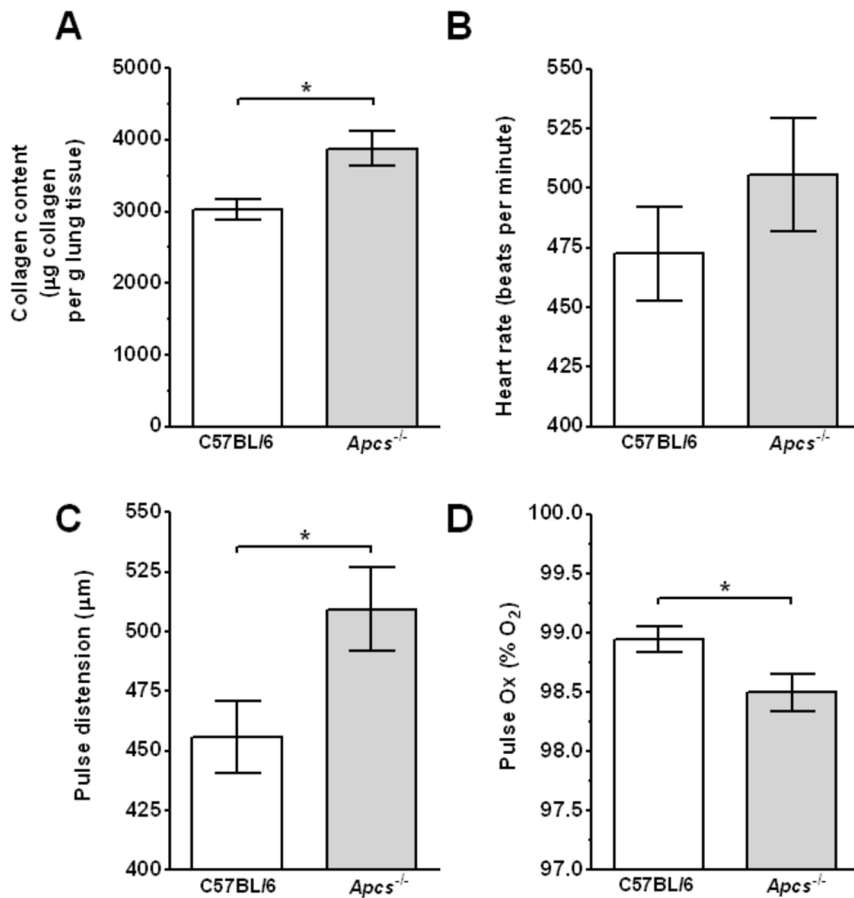 A
Collagen content
(µg collagen
per g lung tissue)
5000
4000
3000
2000
1000
0
*
C57BL/6
Apcs-/-
B
Heart rate (beats per minute)
550
525
500
475
450
425
400
C57BL/6
Apcs-/-
C
Pulse distension (µm)
550
525
500
475
450
425
400
*
C57BL/6
Apcs-/-
D
Pulse Ox (% O2)
100.0
99.5
99.0
98.5
98.0
97.5
97.0
*
C57BL/6
Apcs-/-